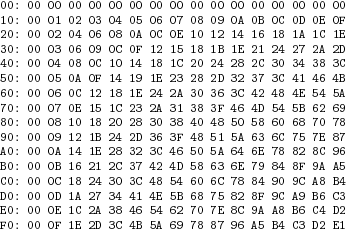 00: 00 00 00 00 00 00 00 00 00 00 00 00 00 00 00 00
10: 00 01 02 03 04 05 06 07 08 09 0A 0B 0C 0D 0E 0F
20: 00 02 04 06 08 0A 0C 0E 10 12 14 16 18 1A 1C 1E
30: 00 03 06 09 0C 0F 12 15 18 1B 1E 21 24 27 2A 2D
40: 00 04 08 0C 10 14 18 1C 20 24 28 2C 30 34 38 3C
50: 00 05 0A 0F 14 19 1E 23 28 2D 32 37 3C 41 46 4B
60: 00 06 0C 12 18 1E 24 2A 30 36 3C 42 48 4E 54 5A
70: 00 07 0E 15 1C 23 2A 31 38 3F 46 4D 54 5B 62 69
80: 00 08 10 18 20 28 30 38 40 48 50 58 60 68 70 78
90: 00 09 12 1B 24 2D 36 3F 48 51 5A 63 6C 75 7E 87
A0: 00 0A 14 1E 28 32 3C 46 50 5A 64 6E 78 82 8C 96
B0: 00 0B 16 21 2C 37 42 4D 58 63 6E 79 84 8F 9A A5
C0: 00 0C 18 24 30 3C 48 54 60 6C 78 84 90 9C A8 B4
D0: 00 0D 1A 27 34 41 4E 5B 68 75 82 8F 9C A9 B6 C3
E0: 00 0E 1C 2A 38 46 54 62 70 7E 8C 9A A8 B6 C4 D2
F0: 00 0F 1E 2D 3C 4B 5A 69 78 87 96 A5 B4 C3 D2 E1